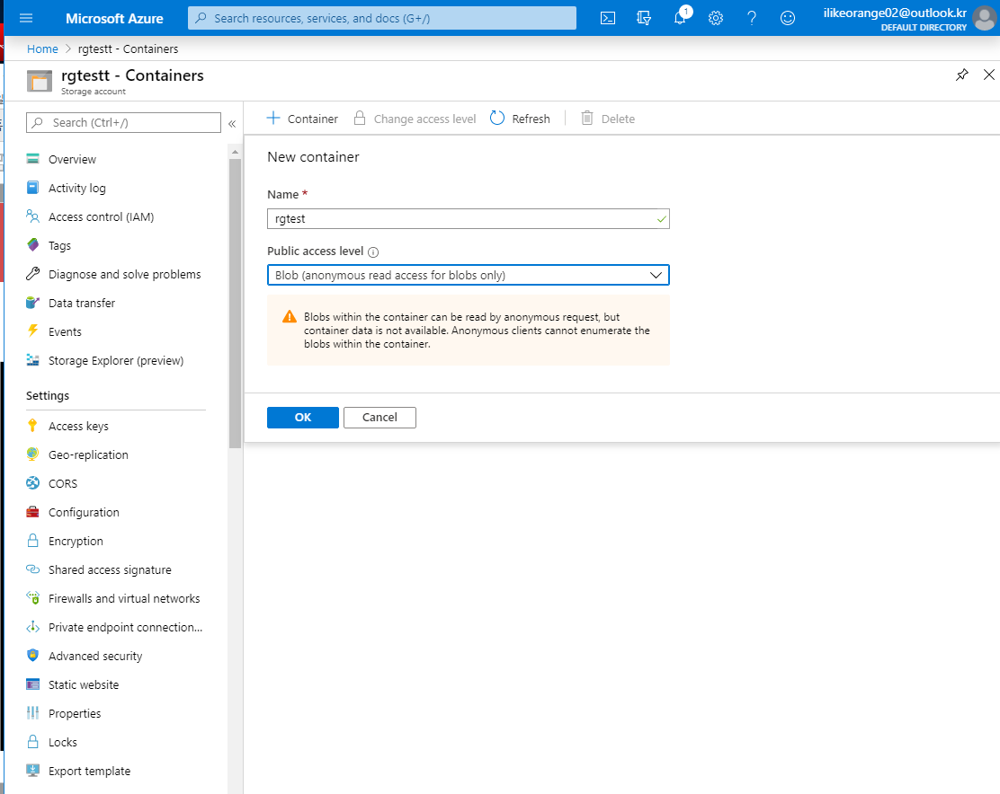 Microsoft Azure
Search resources, services, and docs (G+/)
1
ilikeorange02@outlook.kr
DEFAULT DIRECTORY
Home > rgtestt - Containers
rgtestt - Containers
Storage account
Search (Ctrl+/)
«
Overview
Activity log
Access control (IAM)
Tags
Diagnose and solve problems
Data transfer
Events
Storage Explorer (preview)
Settings
Access keys
Geo-replication
CORS
Configuration
Encryption
Shared access signature
Firewalls and virtual networks
Private endpoint connection...
Advanced security
Static website
Properties
Locks
Export template
+ Container
Change access level
Refresh
Delete
New container
Name *
rgtest
Public access level
Blob (anonymous read access for blobs only)
Blobs within the container can be read by anonymous request, but
container data is not available. Anonymous clients cannot enumerate the
blobs within the container.
OK
Cancel